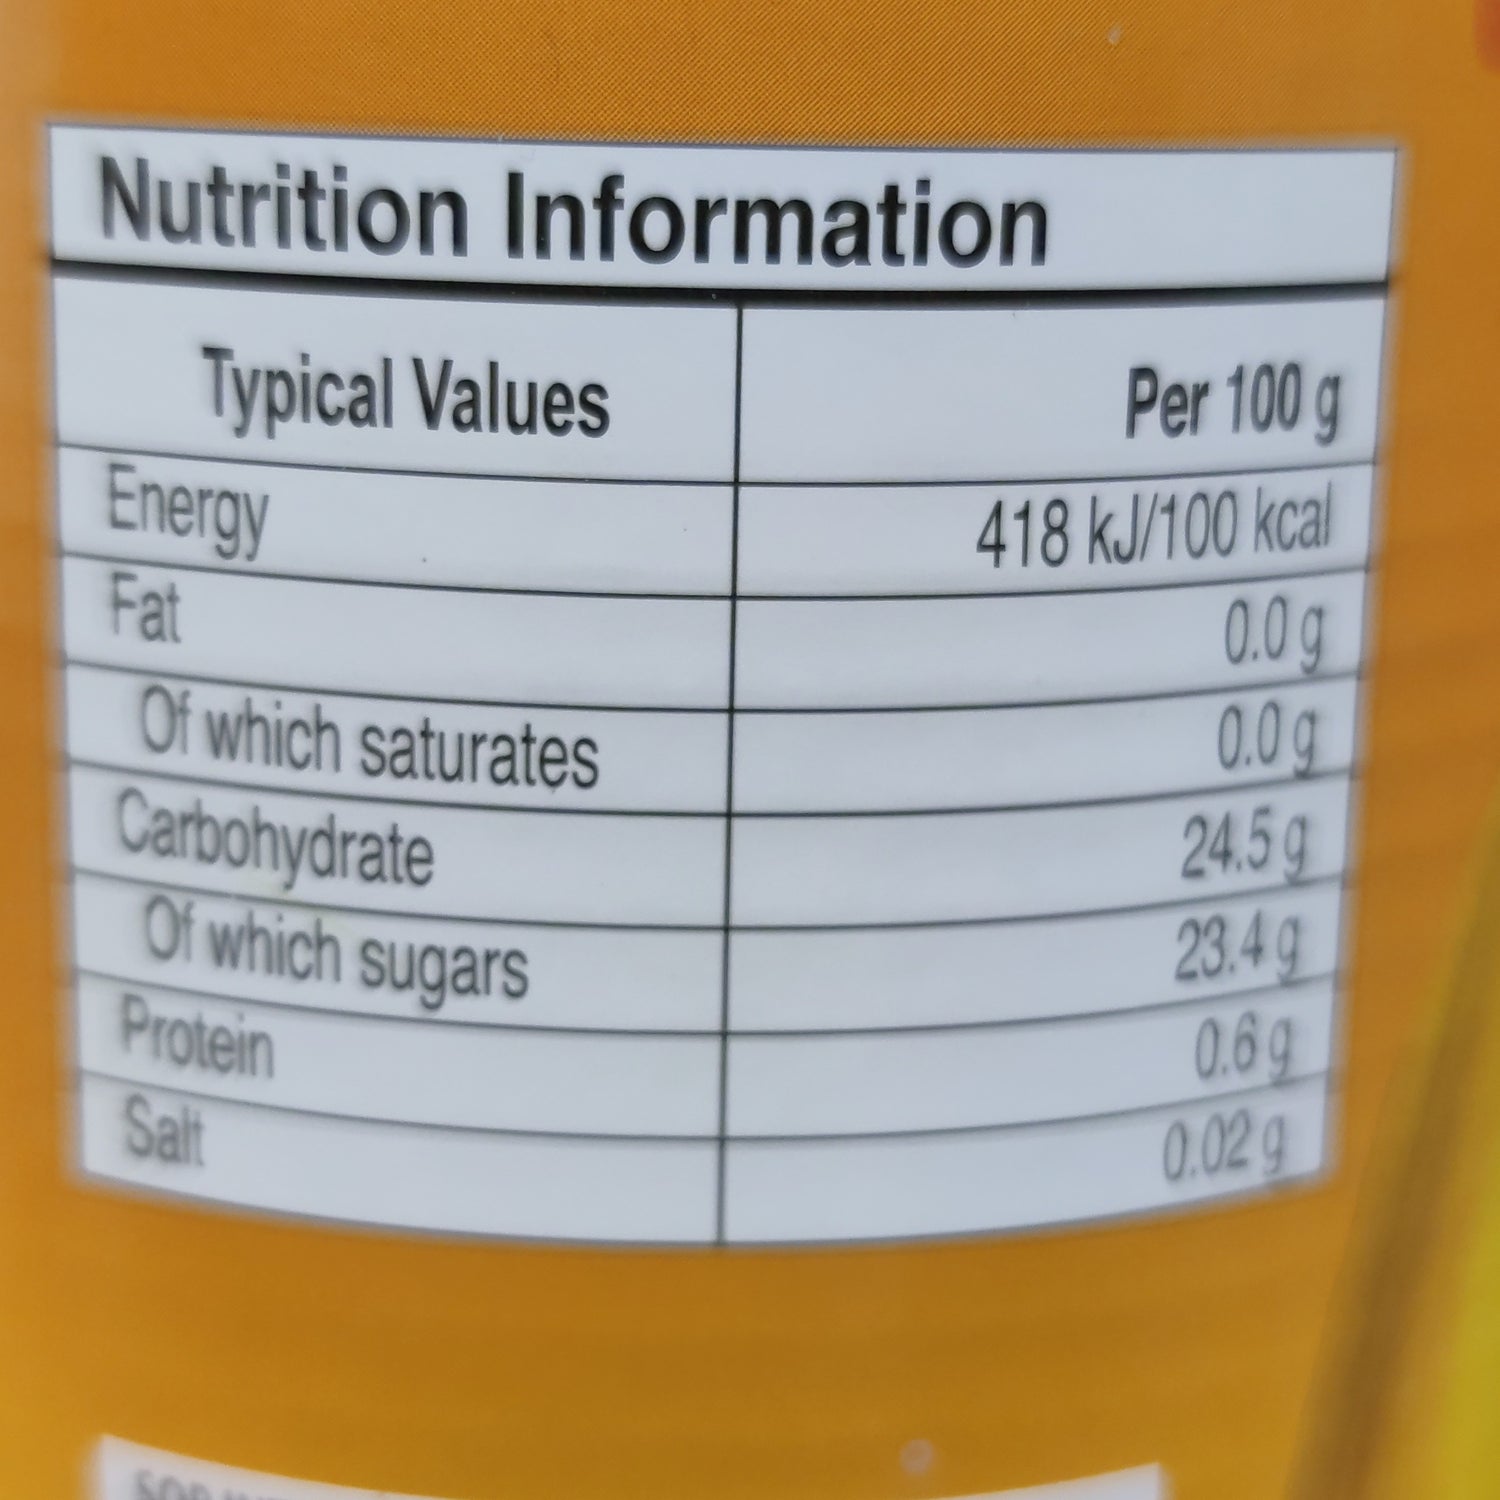 Nutrition Information
Typical Values Per 100 g
Energy 418 kJ/100 kcal
Fat 0.0 g
Of which saturates 0.0 g
Carbohydrate 24.5 g
Of which sugars 23.4 g
Protein 0.6 g
Salt 0.02 g